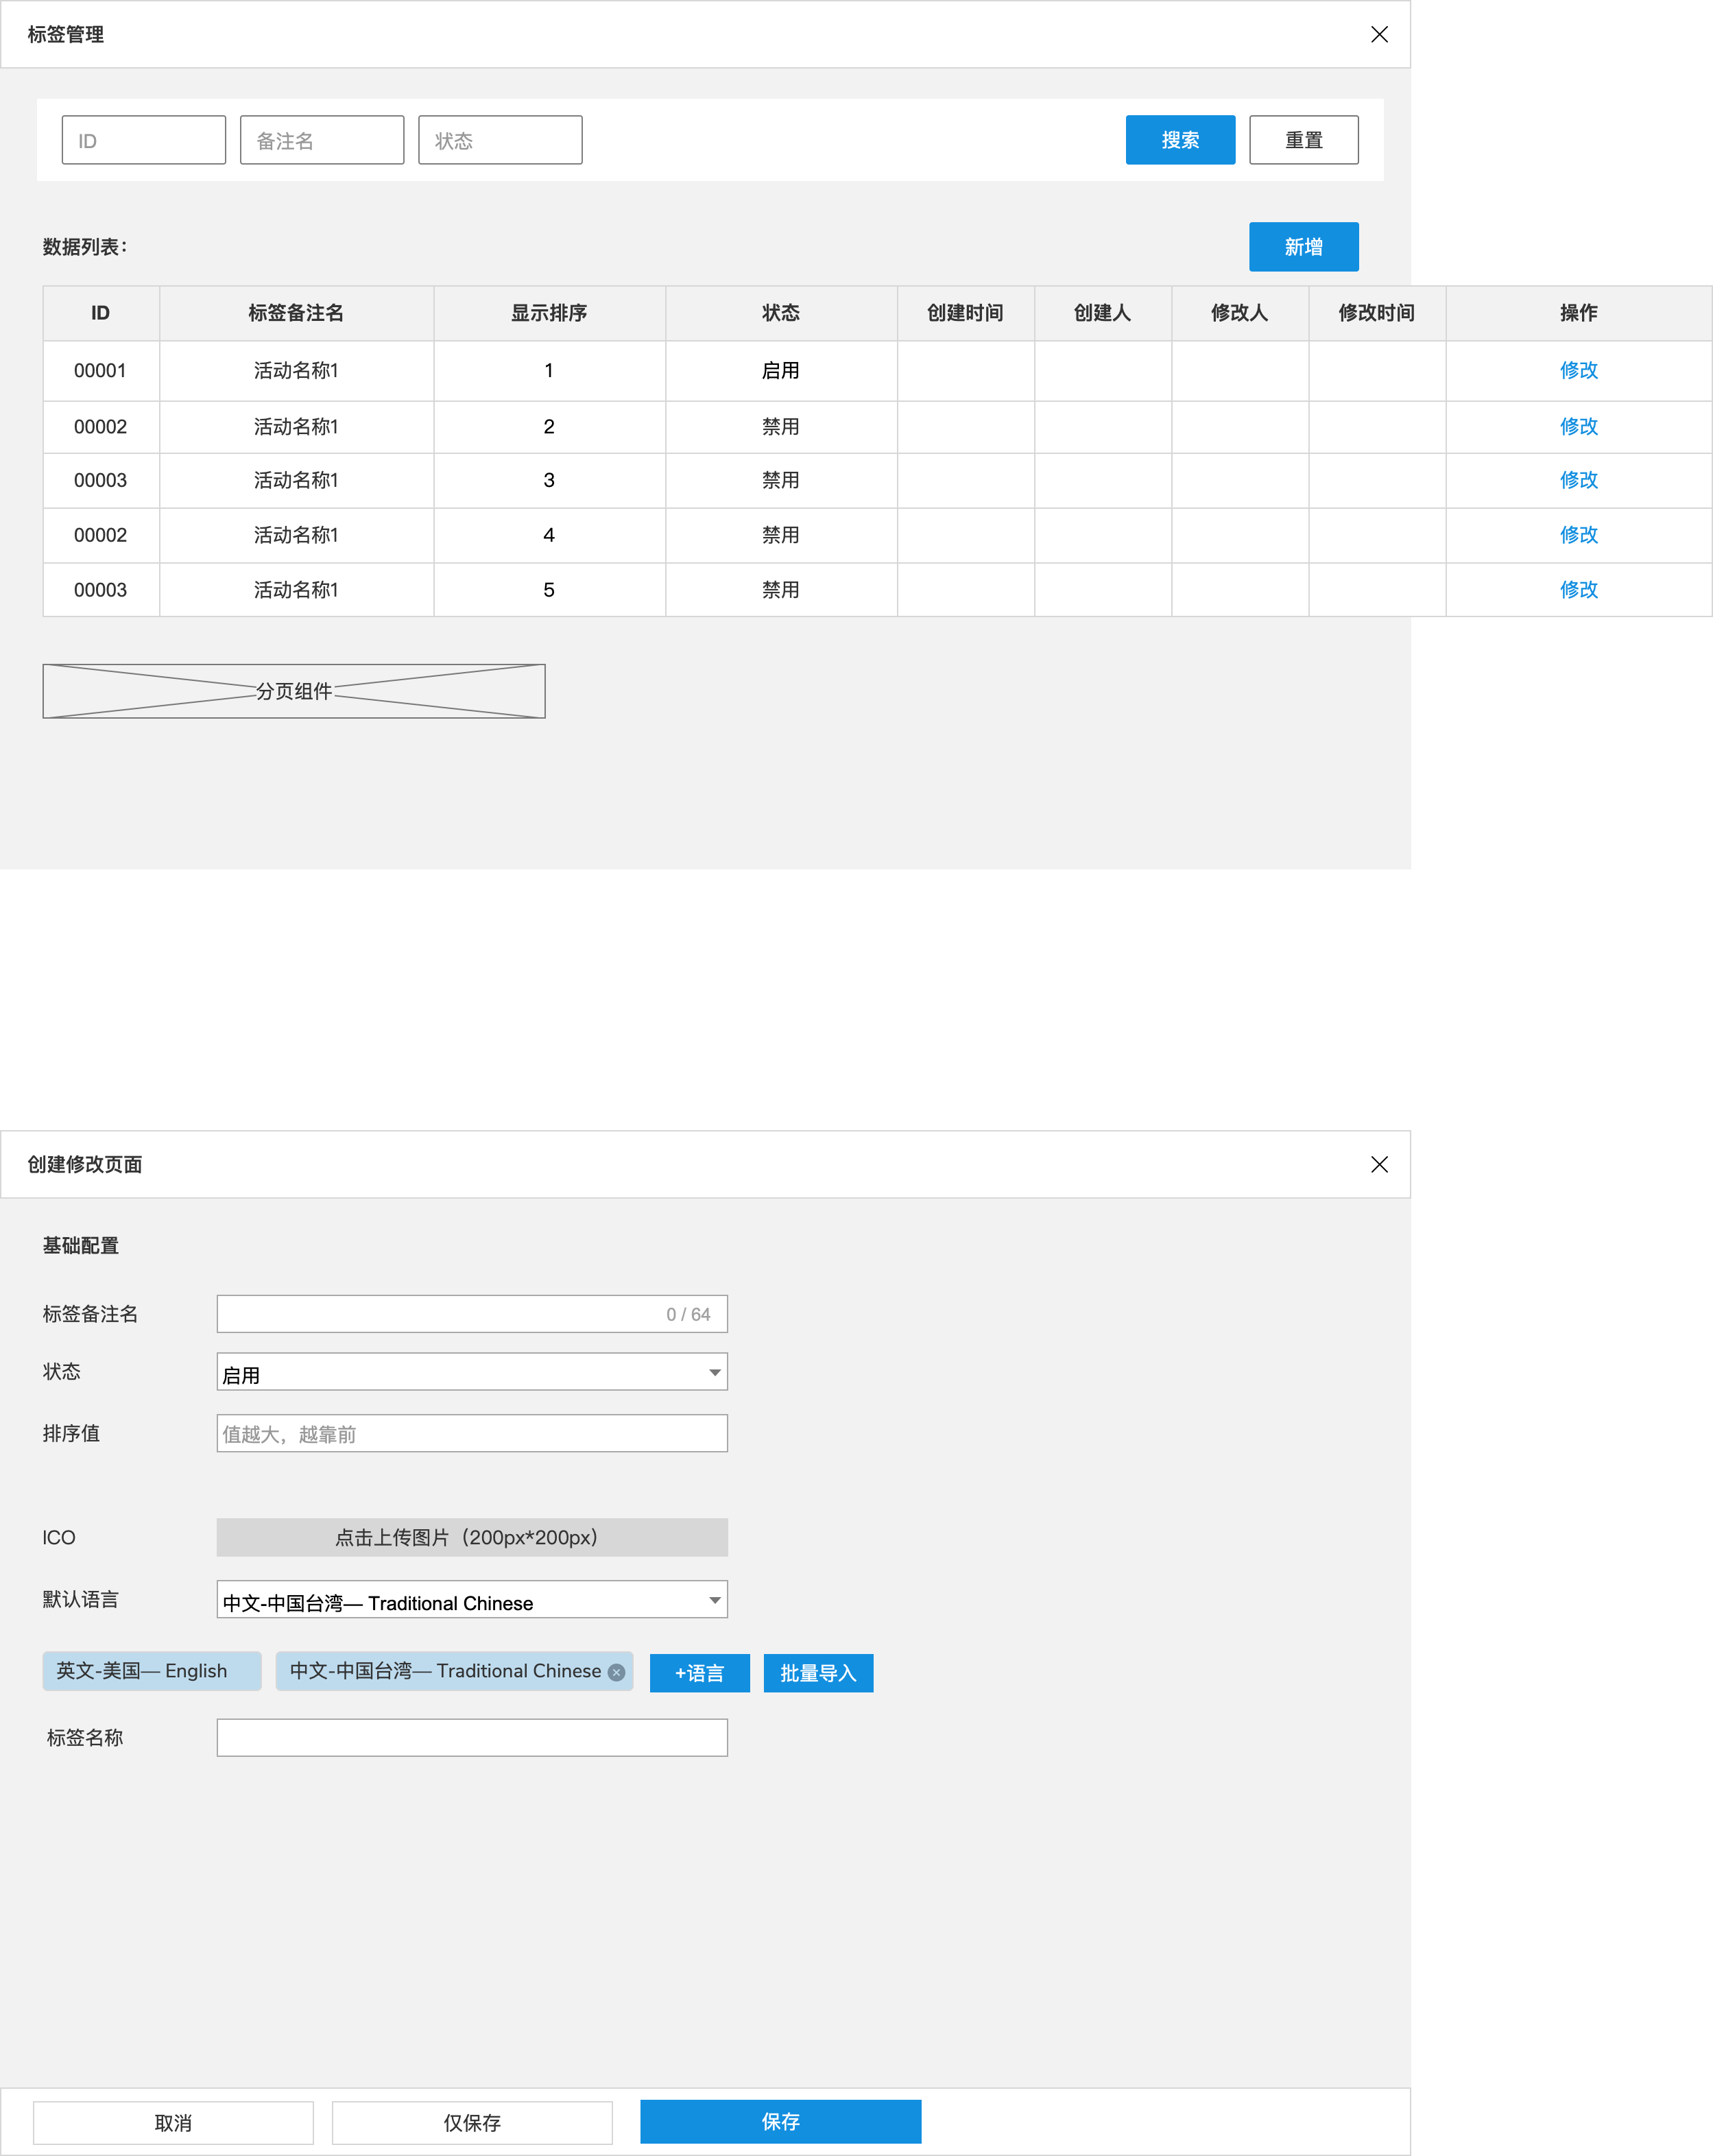 标签管理
ID 备注名 状态 搜索 重置
数据列表： 新增
ID 标签备注名 显示排序 状态 创建时间 创建人 修改人 修改时间 操作
00001 活动名称1 1 启用 修改
00002 活动名称1 2 禁用 修改
00003 活动名称1 3 禁用 修改
00002 活动名称1 4 禁用 修改
00003 活动名称1 5 禁用 修改
分页组件
创建修改页面
基础配置
标签备注名 0 / 64
状态 启用
排序值 值越大，越靠前
ICO 点击上传图片（200px*200px）
默认语言 中文-中国台湾— Traditional Chinese
英文-美国— English 中文-中国台湾— Traditional Chinese +语言 批量导入
标签名称
取消 仅保存 保存